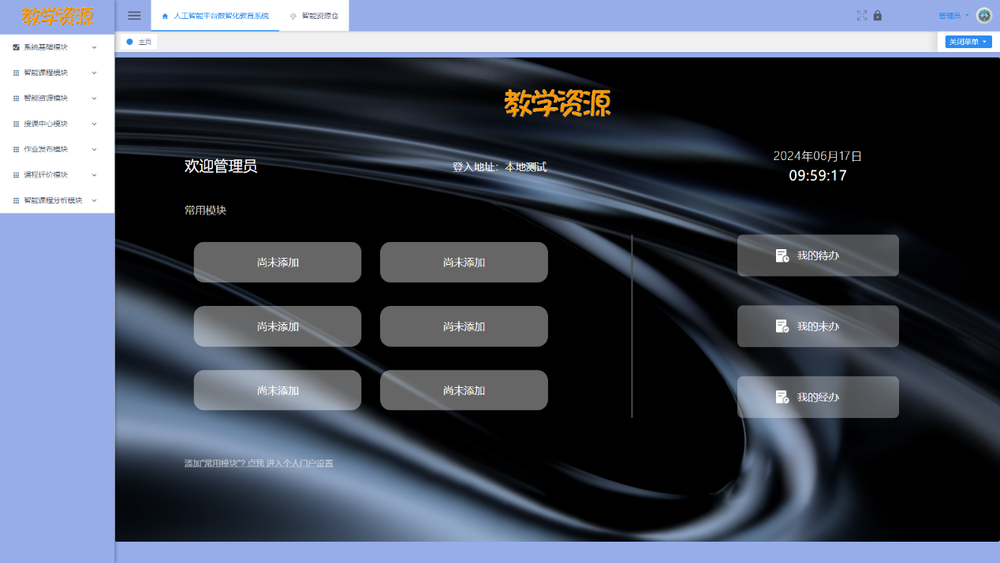 教学资源
人工智能平台数智化教育系统
智能资源仓
管理员
主页
关闭菜单
系统基础模块
智能课程模块
智能资源模块
授课中心模块
作业发布模块
课程评价模块
智能课程分析模块
教学资源
欢迎管理员
登入地址：本地测试
2024年06月17日
09:59:17
常用模块
尚未添加
尚未添加
尚未添加
尚未添加
尚未添加
尚未添加
我的待办
我的未办
我的经办
添加"常用模块"? 点我 进入个人门户设置